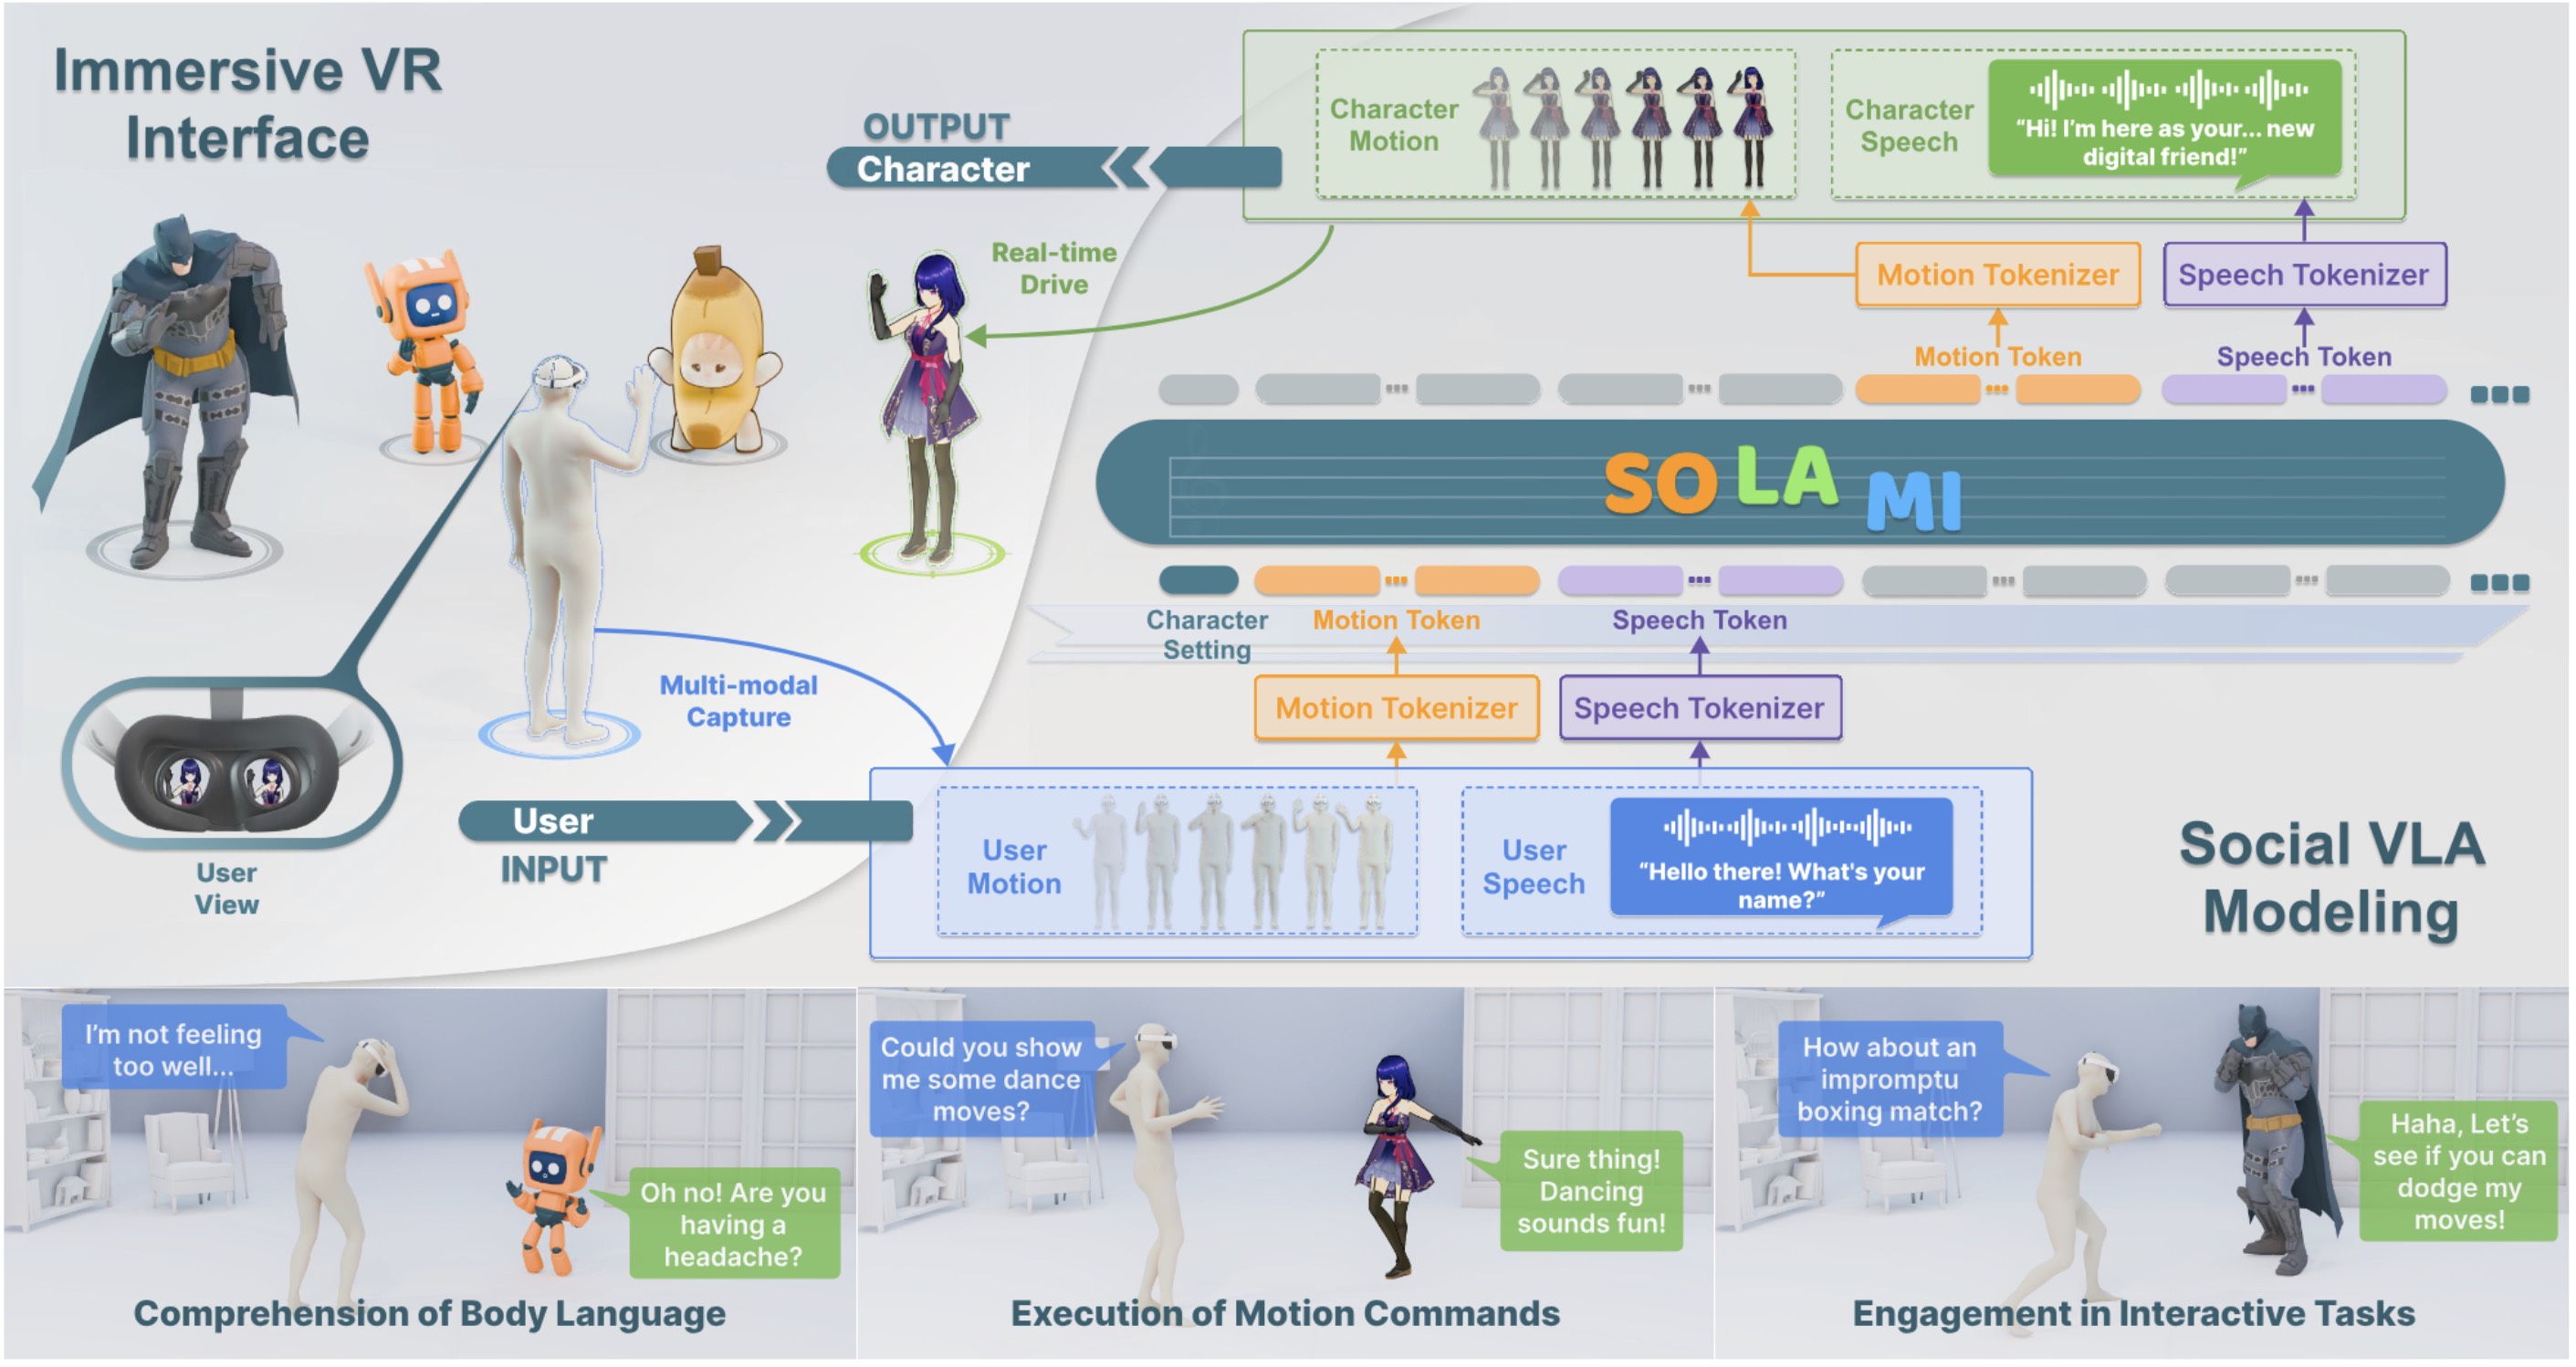 Immersive VR
Interface
OUTPUT
Character
Real-time
Drive
Character
Motion
Character
Speech
“Hi! I’m here as your... new
digital friend!”
Motion Tokenizer
Speech Tokenizer
Motion Token
Speech Token
SO LA MI
Character
Setting
Motion Token
Speech Token
Motion Tokenizer
Speech Tokenizer
Multi-modal
Capture
User
INPUT
User
View
User
Motion
User
Speech
“Hello there! What's your
name?”
Social VLA
Modeling
I’m not feeling
too well...
Oh no! Are you
having a
headache?
Comprehension of Body Language
Could you show
me some dance
moves?
Sure thing!
Dancing
sounds fun!
Execution of Motion Commands
How about an
impromptu
boxing match?
Haha, Let’s
see if you can
dodge my
moves!
Engagement in Interactive Tasks